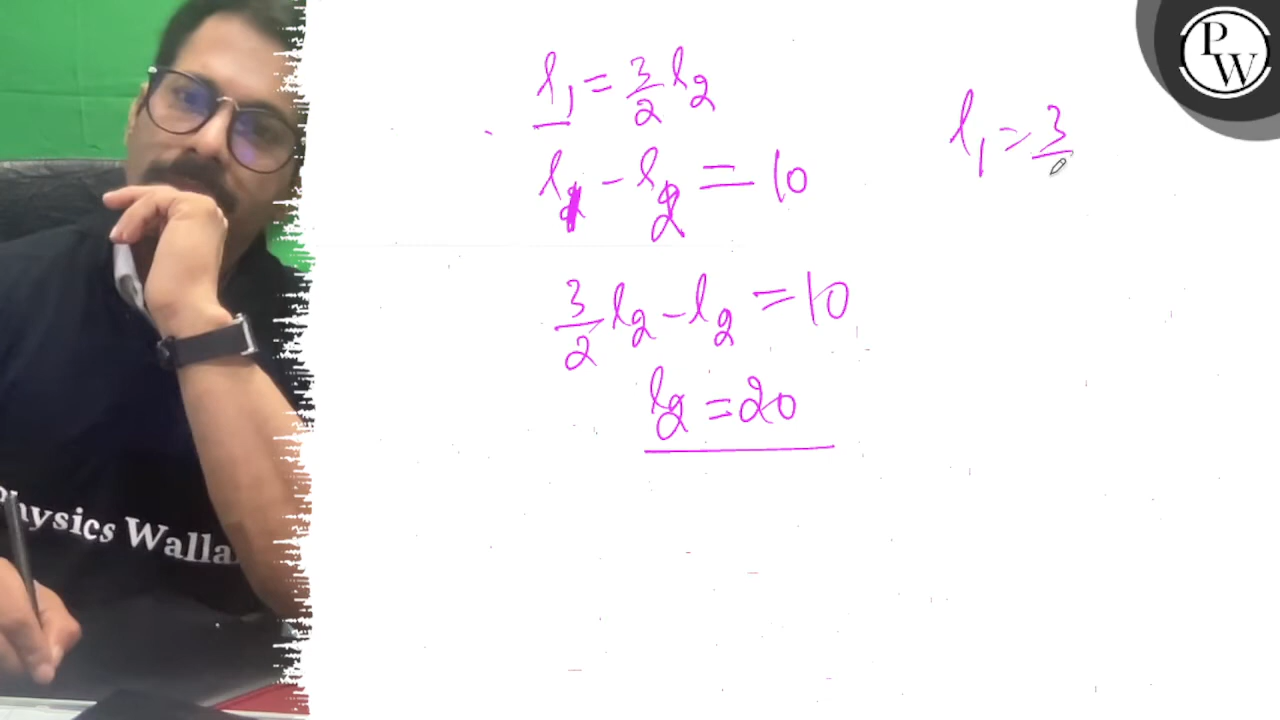 PW
l₁ = 3/2 l₂
l₁ = 3
l₁ - l₂ = 10
3/2 l₂ - l₂ = 10
l₂ = 20
Physics Walla